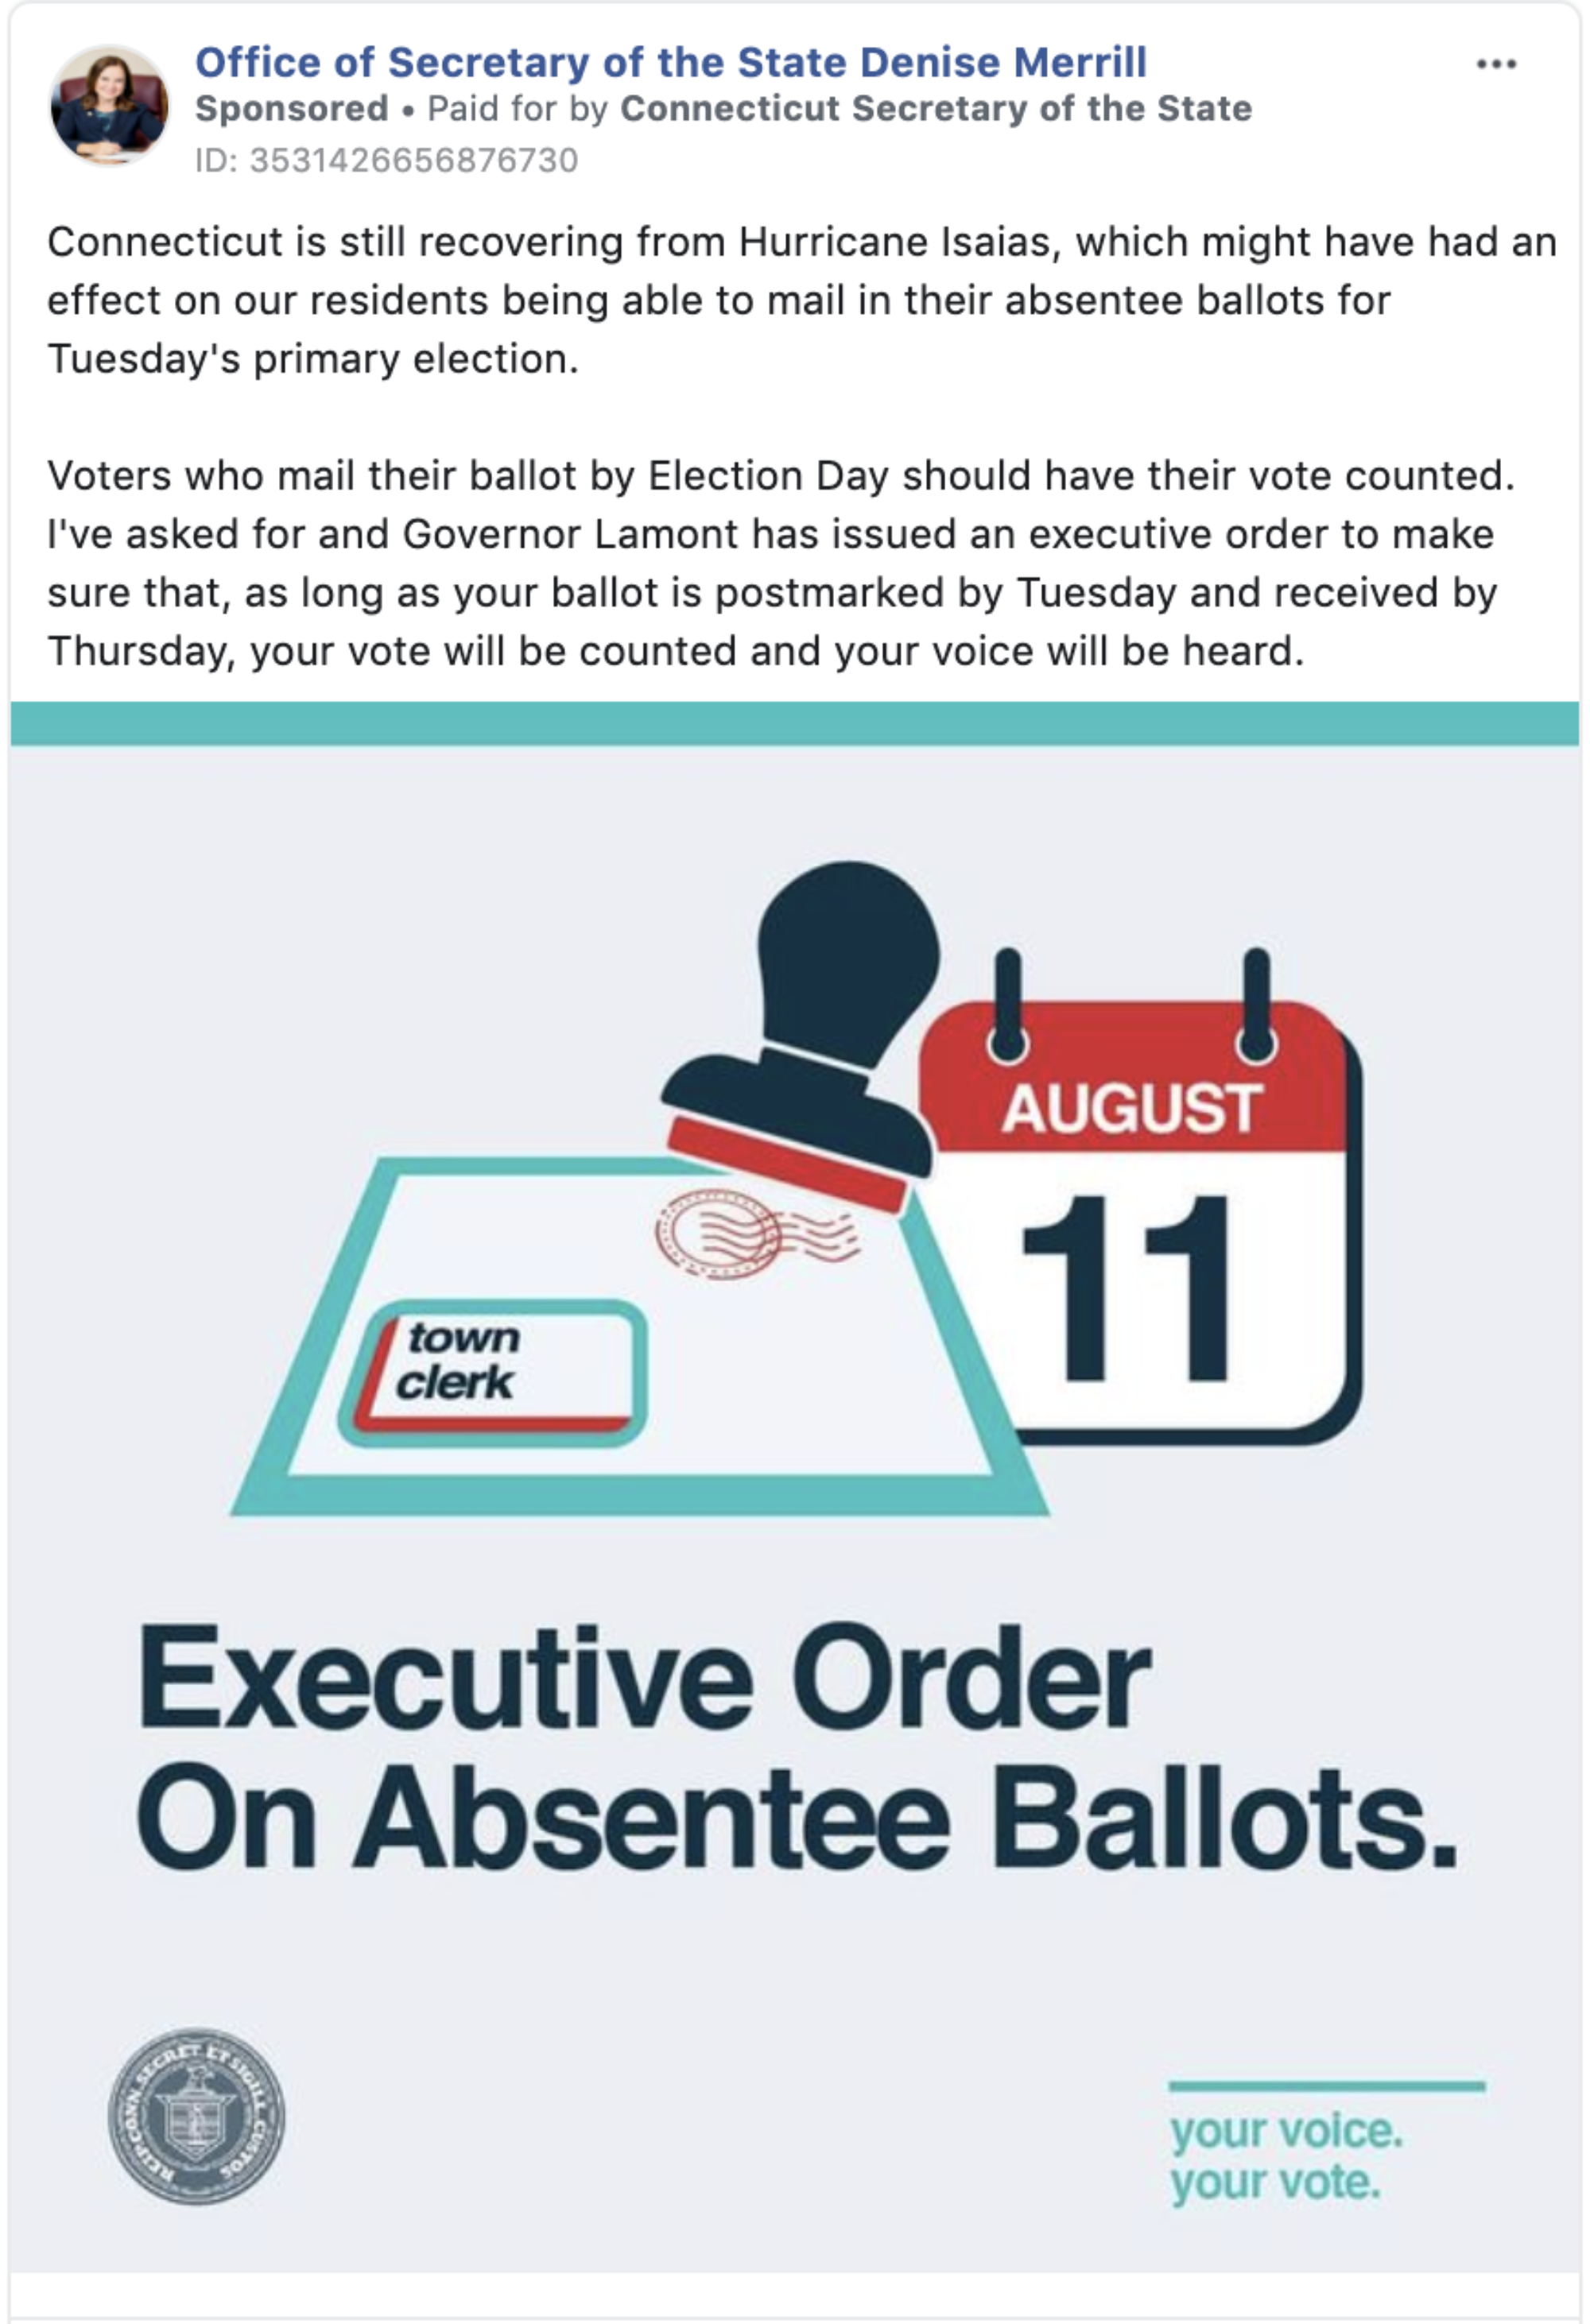 Office of Secretary of the State Denise Merrill
Sponsored • Paid for by Connecticut Secretary of the State
ID: 3531426656876730
Connecticut is still recovering from Hurricane Isaias, which might have had an
effect on our residents being able to mail in their absentee ballots for
Tuesday's primary election.
Voters who mail their ballot by Election Day should have their vote counted.
I've asked for and Governor Lamont has issued an executive order to make
sure that, as long as your ballot is postmarked by Tuesday and received by
Thursday, your vote will be counted and your voice will be heard.
AUGUST
11
town
clerk
Executive Order
On Absentee Ballots.
REIP. CONN. SECRET ET SIGILL. CUSTOS
your voice.
your vote.